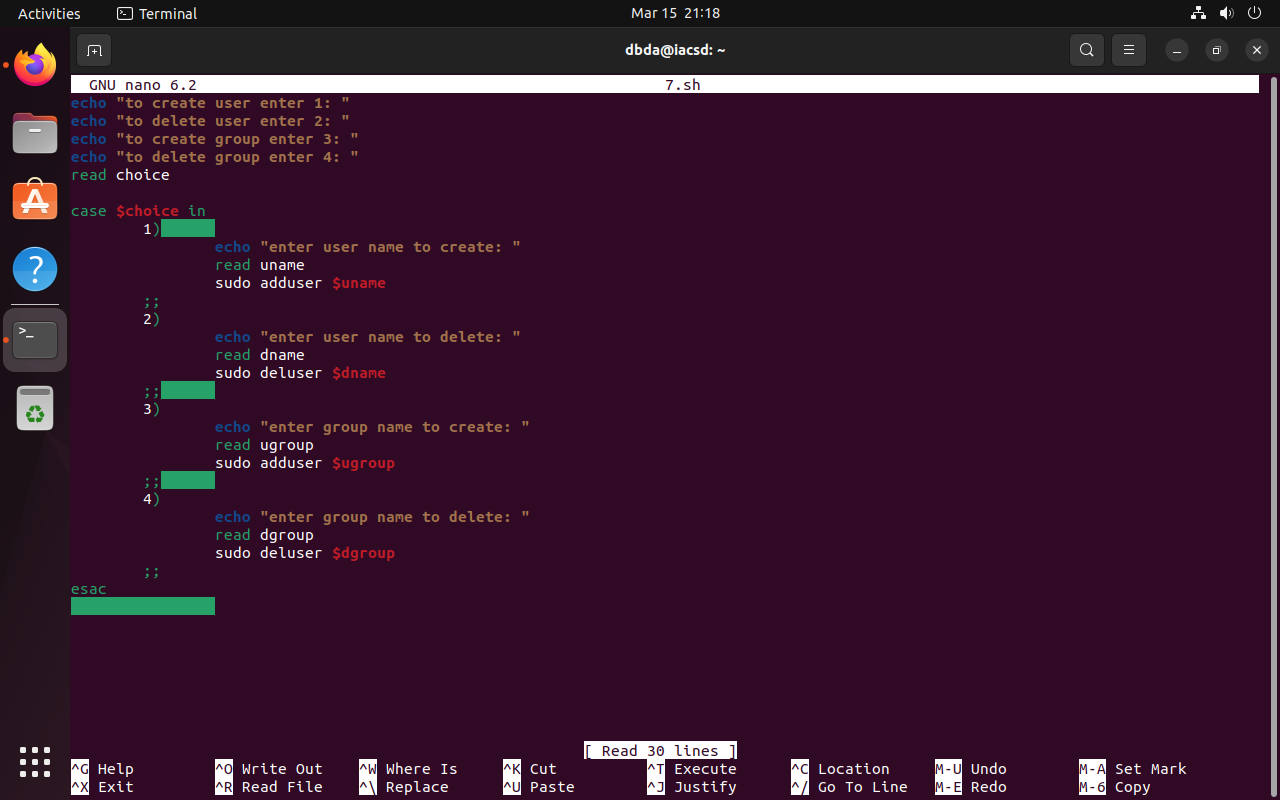 Activities Terminal Mar 15 21:18
dbda@iacsd: ~
GNU nano 6.2 7.sh
echo "to create user enter 1: "
echo "to delete user enter 2: "
echo "to create group enter 3: "
echo "to delete group enter 4: "
read choice
case $choice in
1)
echo "enter user name to create: "
read uname
sudo adduser $uname
;;
2)
echo "enter user name to delete: "
read dname
sudo deluser $dname
;;
3)
echo "enter group name to create: "
read ugroup
sudo adduser $ugroup
;;
4)
echo "enter group name to delete: "
read dgroup
sudo deluser $dgroup
;;
esac
[ Read 30 lines ]
^G Help ^O Write Out ^W Where Is ^K Cut ^T Execute ^C Location M-U Undo M-A Set Mark
^X Exit ^R Read File ^\ Replace ^U Paste ^J Justify ^/ Go To Line M-E Redo M-6 Copy